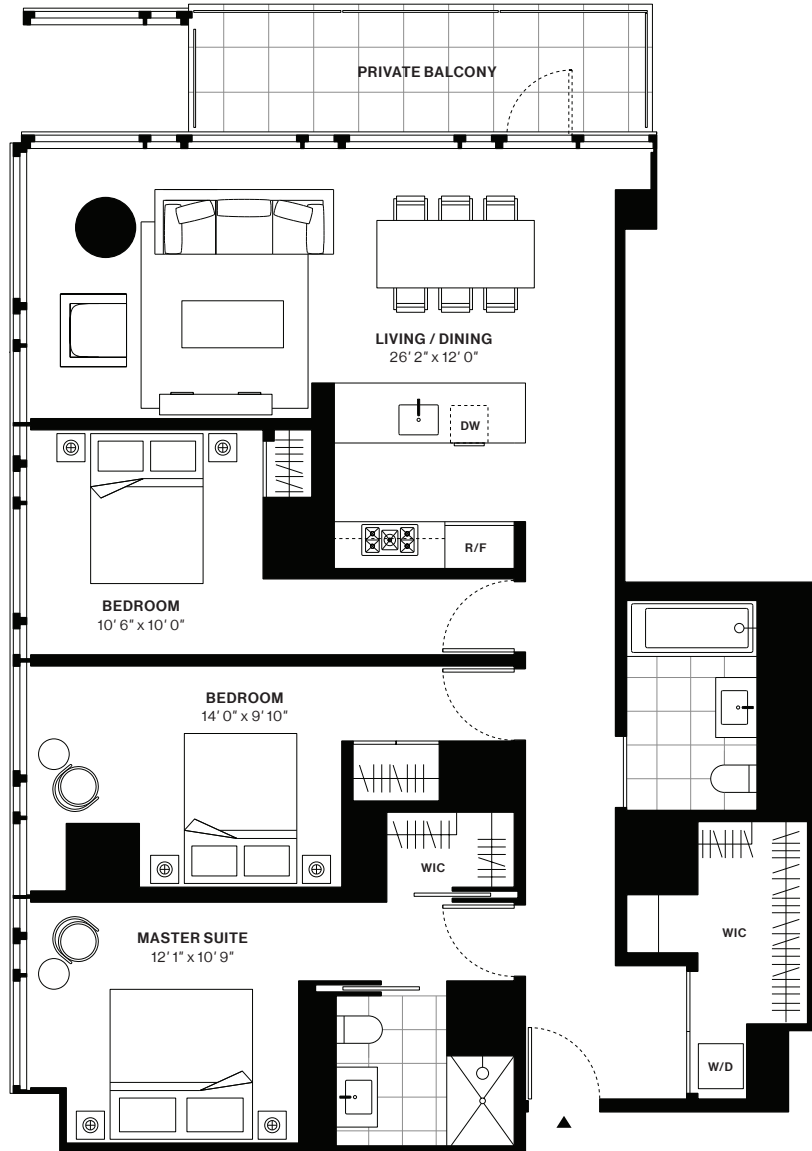 PRIVATE BALCONY
LIVING / DINING
26' 2" x 12' 0"
DW
R/F
BEDROOM
10' 6" x 10' 0"
BEDROOM
14' 0" x 9' 10"
WIC
WIC
MASTER SUITE
12' 1" x 10' 9"
W/D